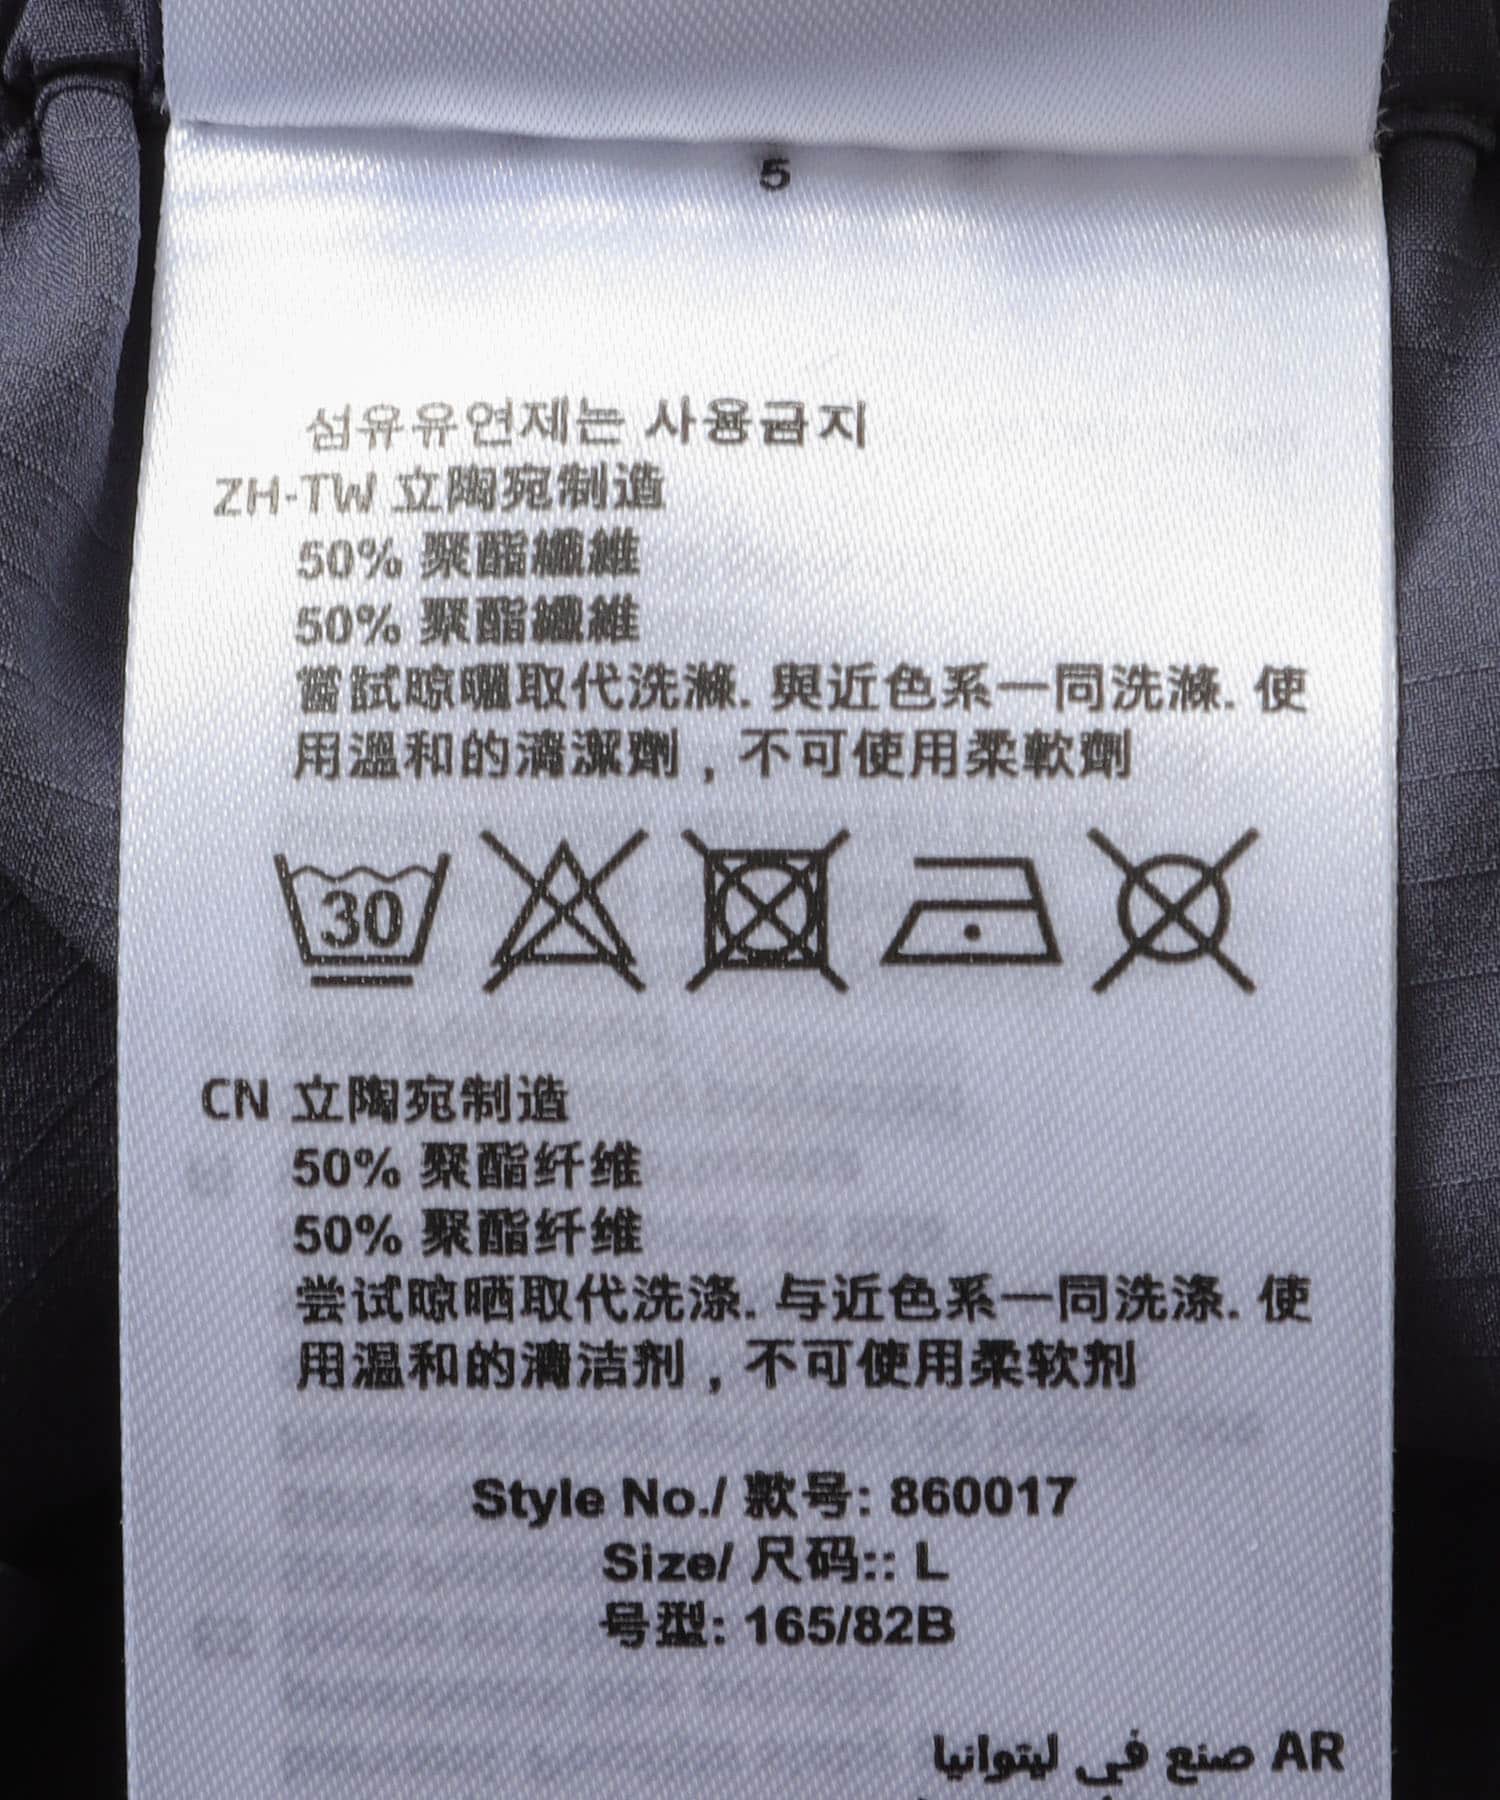 5
섬유유연제는 사용금지
ZH-TW 立陶宛制造
50% 聚酯纖維
50% 聚酯纖維
嘗試晾曬取代洗滌. 與近色系一同洗滌. 使
用溫和的清潔劑，不可使用柔軟劑
30
CN 立陶宛制造
50% 聚酯纤维
50% 聚酯纤维
尝试晾晒取代洗涤. 与近色系一同洗涤. 使
用温和的清洁剂，不可使用柔软剂
Style No./ 款号: 860017
Size/ 尺码:: L
号型: 165/82B
AR صنع في ليتوانيا